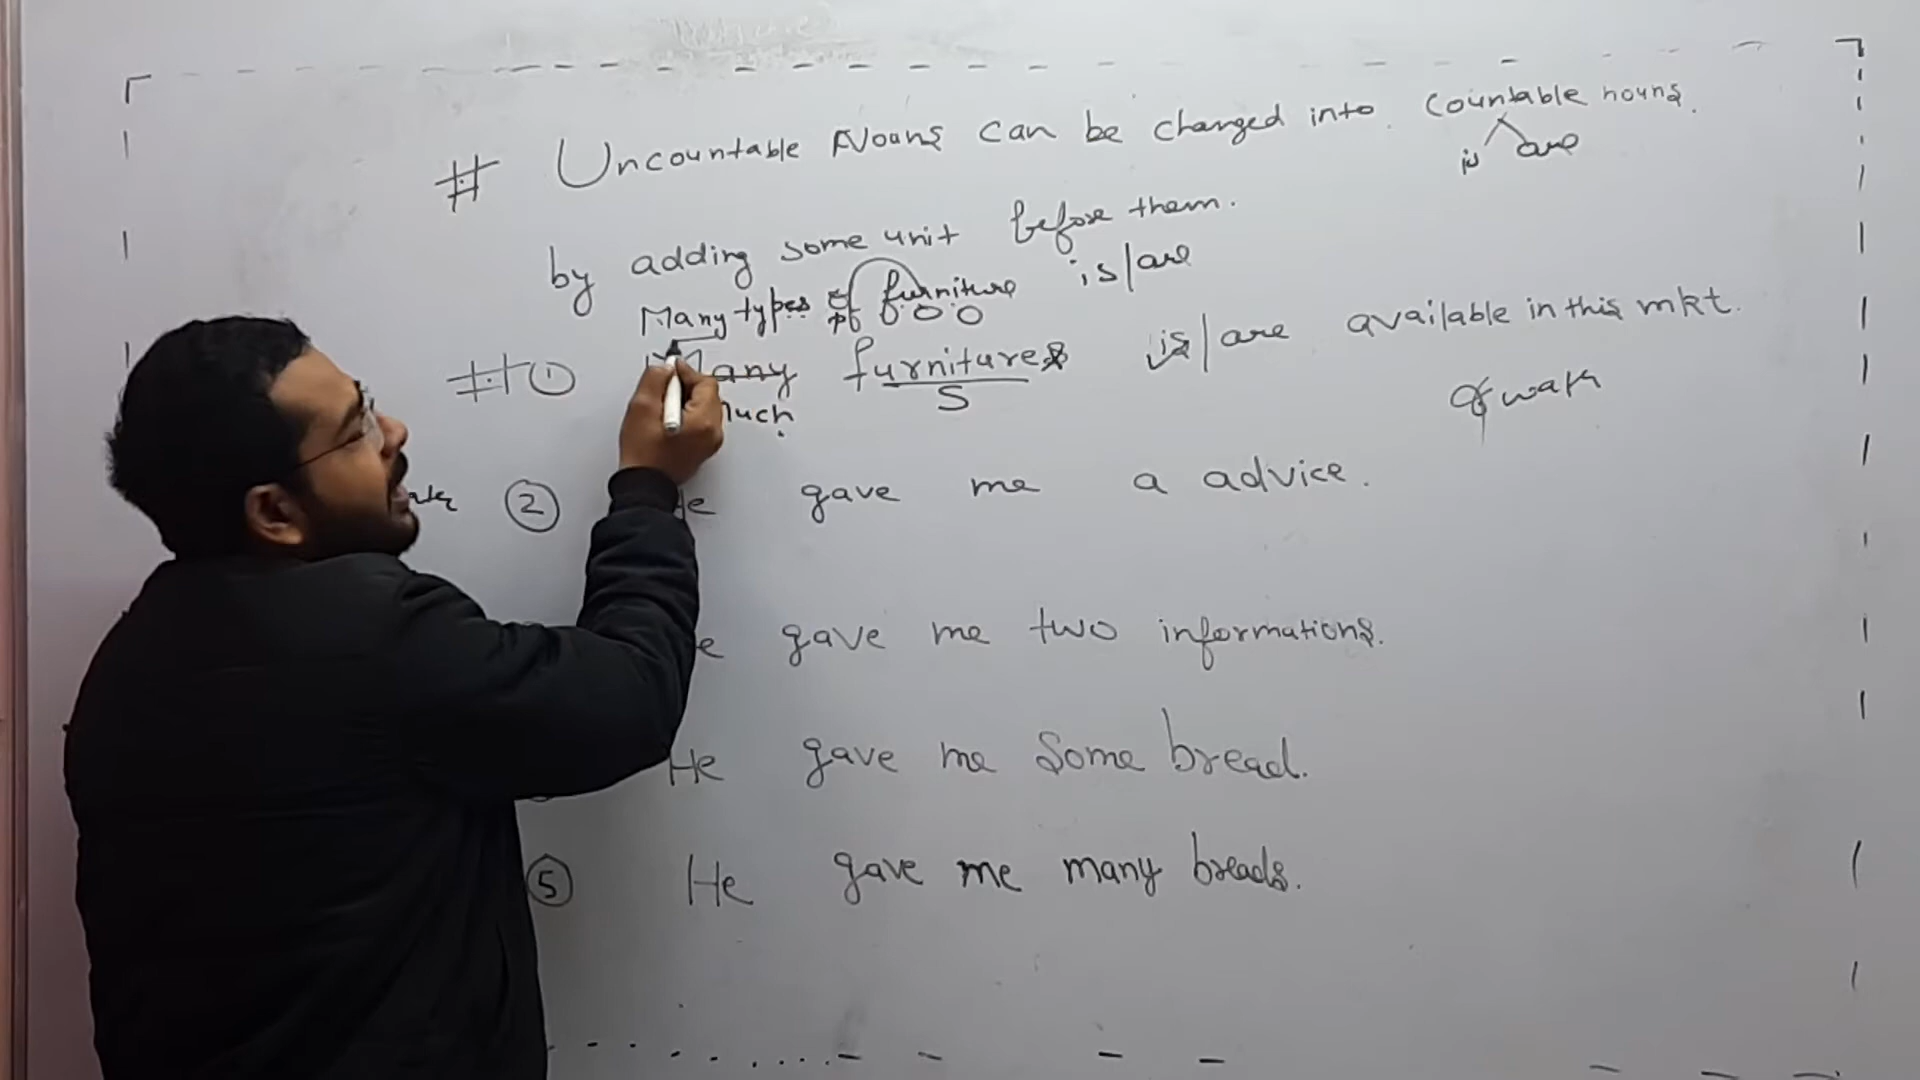 # Uncountable Nouns can be changed into countable nouns.
is are
by adding some unit before them.
Many types of furniture is/are
# ① Many furnitures is/are available in this mkt.
Much S
② He gave me a advice.
He gave me two informations.
He gave me some bread.
⑤ He gave me many breads.